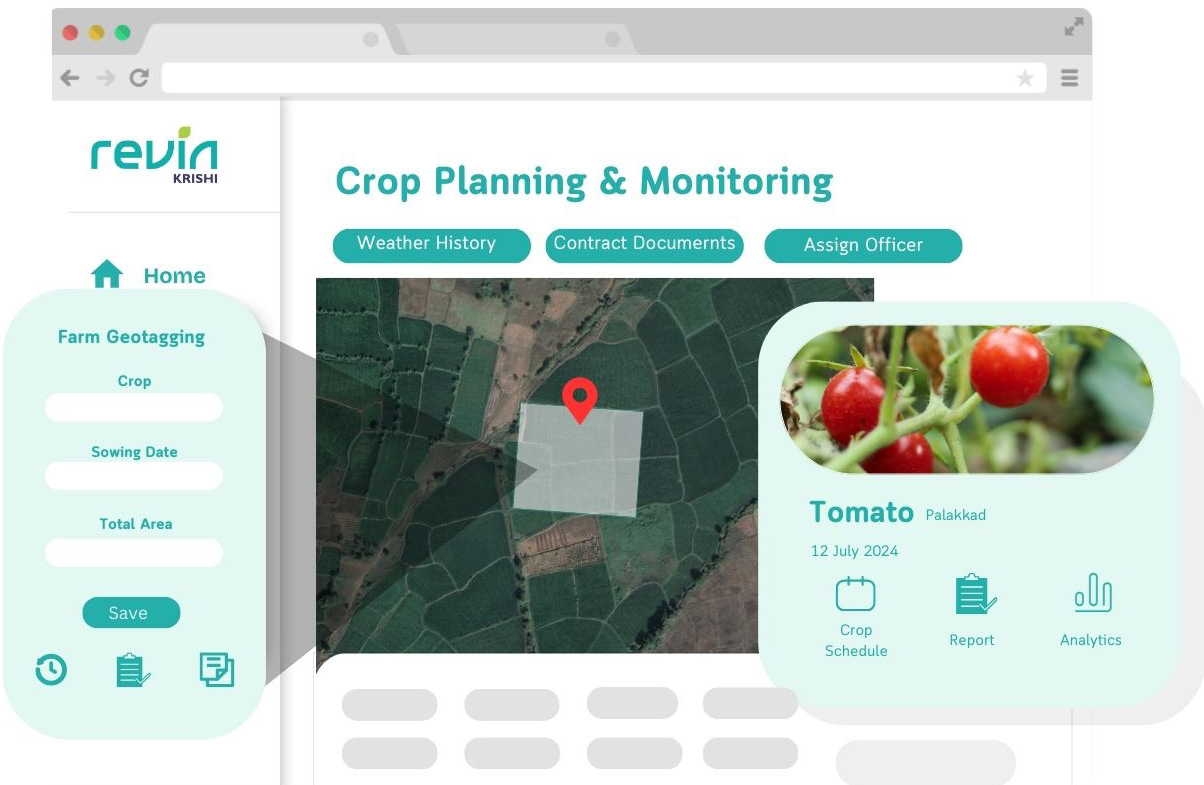 revin
KRISHI
Home
Crop Planning & Monitoring
Weather History
Contract Documernts
Assign Officer
Farm Geotagging
Crop
Sowing Date
Total Area
Save
Tomato Palakkad
12 July 2024
Crop
Schedule
Report
Analytics